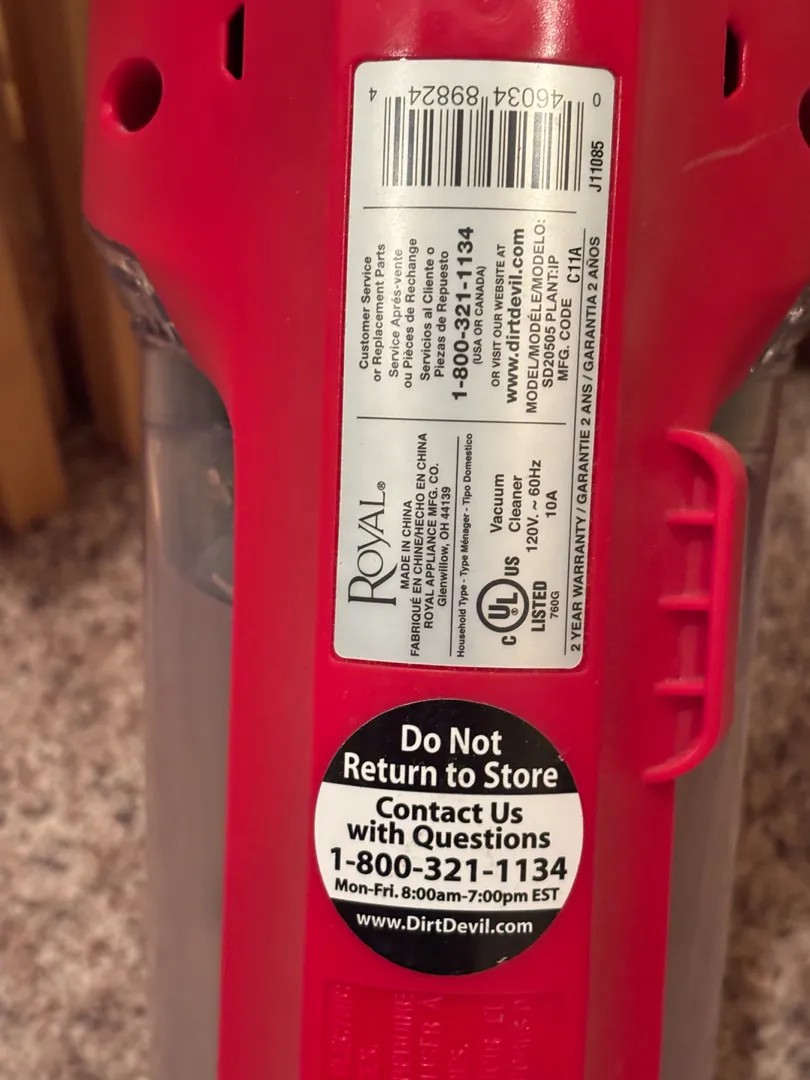 0 46034 89824 4
J11085
Customer Service
or Replacement Parts
Service Aprés-vente
ou Pièces de Rechange
Servicios al Cliente o
Piezas de Repuesto
1-800-321-1134
(USA OR CANADA)
OR VISIT OUR WEBSITE AT
www.dirtdevil.com
MODEL/MODÉLE/MODELO:
SD20505 PLANT:IP
MFG. CODE C11A
ROYAL®
MADE IN CHINA
FABRIQUÉ EN CHINE/HECHO EN CHINA
ROYAL APPLIANCE MFG. CO.
Glenwillow, OH 44139
Household Type - Type Ménager - Tipo Domestico
C UL® US
LISTED
760G
Vacuum
Cleaner
120V. ~ 60Hz
10A
2 YEAR WARRANTY / GARANTIE 2 ANS / GARANTIA 2 AÑOS
Do Not
Return to Store
Contact Us
with Questions
1-800-321-1134
Mon-Fri. 8:00am-7:00pm EST
www.DirtDevil.com